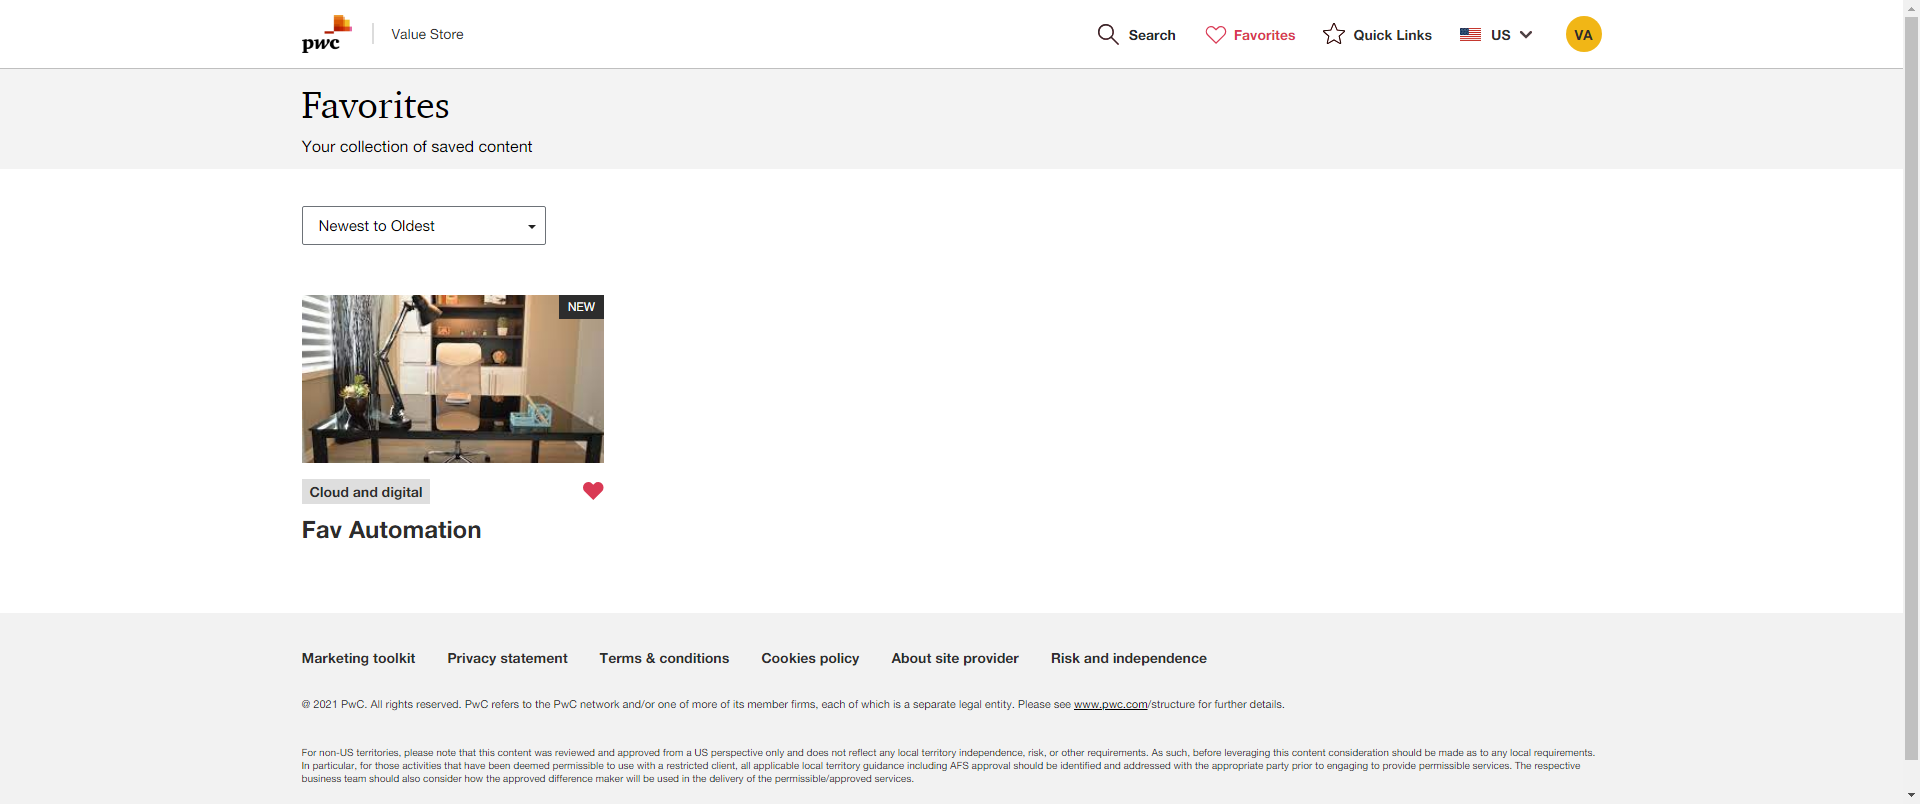 pwc
Value Store
Search
Favorites
Quick Links
US
VA
Favorites
Your collection of saved content
Newest to Oldest
NEW
Cloud and digital
Fav Automation
Marketing toolkit
Privacy statement
Terms & conditions
Cookies policy
About site provider
Risk and independence
@ 2021 PwC. All rights reserved. PwC refers to the PwC network and/or one of more of its member firms, each of which is a separate legal entity. Please see www.pwc.com/structure for further details.
For non-US territories, please note that this content was reviewed and approved from a US perspective only and does not reflect any local territory independence, risk, or other requirements. As such, before leveraging this content consideration should be made as to any local requirements.
In particular, for those activities that have been deemed permissible to use with a restricted client, all applicable local territory guidance including AFS approval should be identified and addressed with the appropriate party prior to engaging to provide permissible services. The respective
business team should also consider how the approved difference maker will be used in the delivery of the permissible/approved services.